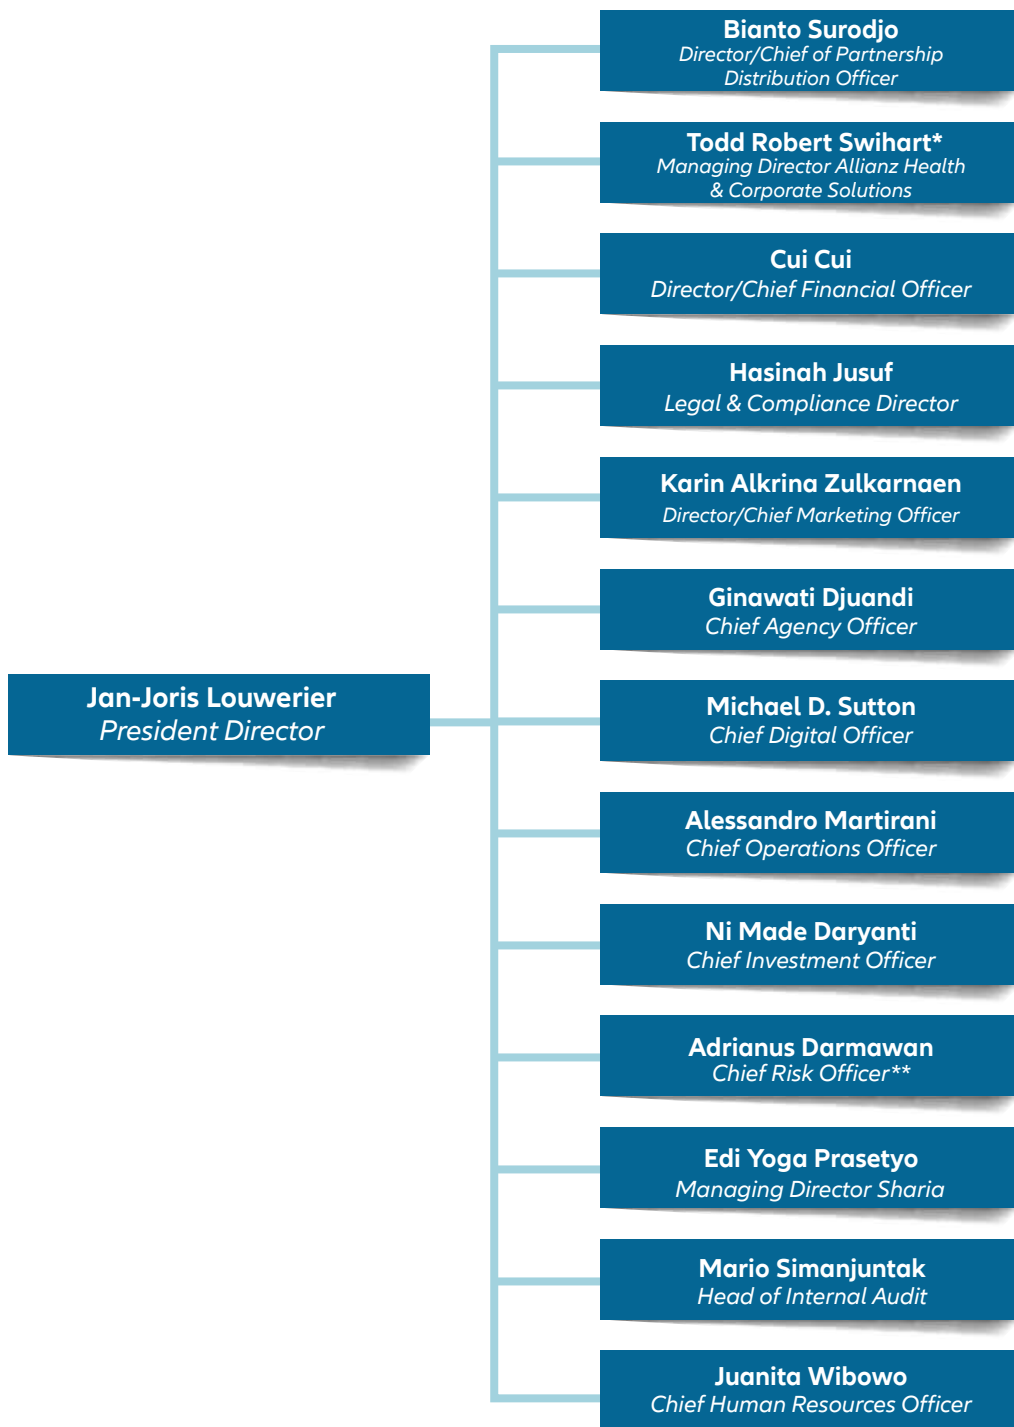 Bianto Surodjo
Director/Chief of Partnership
Distribution Officer
Todd Robert Swihart*
Managing Director Allianz Health
& Corporate Solutions
Cui Cui
Director/Chief Financial Officer
Hasinah Jusuf
Legal & Compliance Director
Karin Alkrina Zulkarnaen
Director/Chief Marketing Officer
Ginawati Djuandi
Chief Agency Officer
Jan-Joris Louwerier
President Director
Michael D. Sutton
Chief Digital Officer
Alessandro Martirani
Chief Operations Officer
Ni Made Daryanti
Chief Investment Officer
Adrianus Darmawan
Chief Risk Officer**
Edi Yoga Prasetyo
Managing Director Sharia
Mario Simanjuntak
Head of Internal Audit
Juanita Wibowo
Chief Human Resources Officer